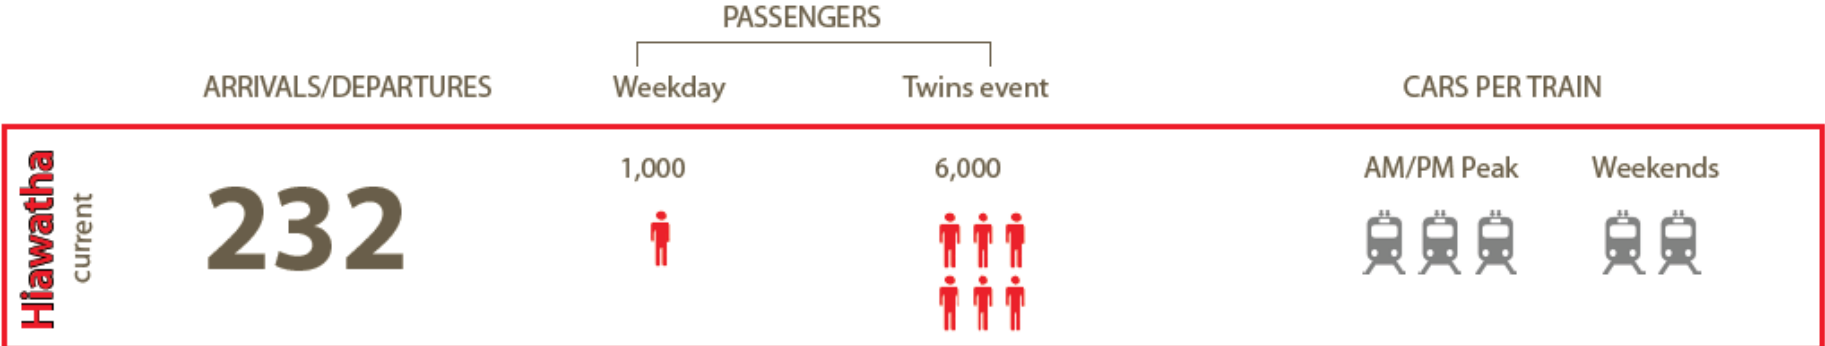 PASSENGERS
ARRIVALS/DEPARTURES Weekday Twins event CARS PER TRAIN
Hiawatha
current
232
1,000
6,000
AM/PM Peak Weekends